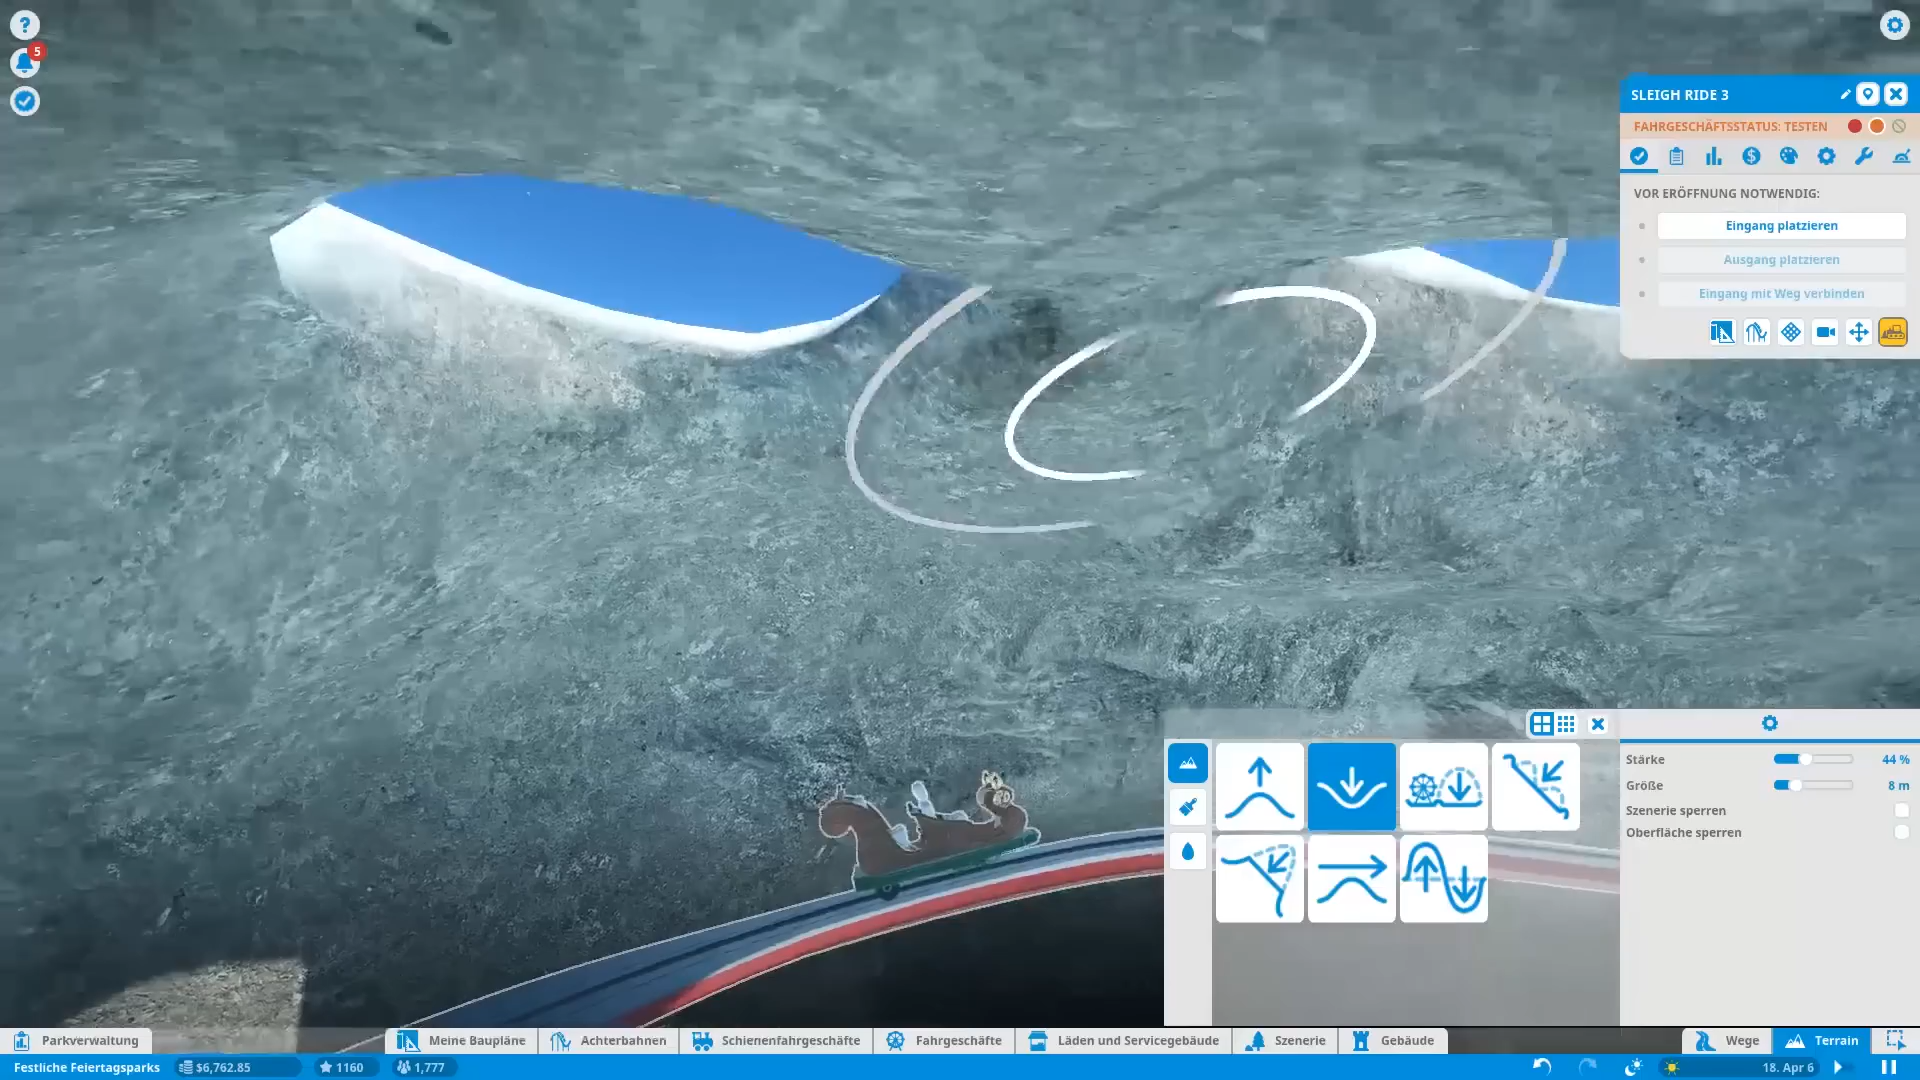 5
SLEIGH RIDE 3
FAHRGESCHÄFTSSTATUS: TESTEN
VOR ERÖFFNUNG NOTWENDIG:
Eingang platzieren
Ausgang platzieren
Eingang mit Weg verbinden
Stärke 44 %
Größe 8 m
Szenerie sperren
Oberfläche sperren
Parkverwaltung Meine Baupläne Achterbahnen Schienenfahrgeschäfte Fahrgeschäfte Läden und Servicegebäude Szenerie Gebäude Wege Terrain
Festliche Feiertagsparks $6,762.85 1160 1,777 18. Apr 6